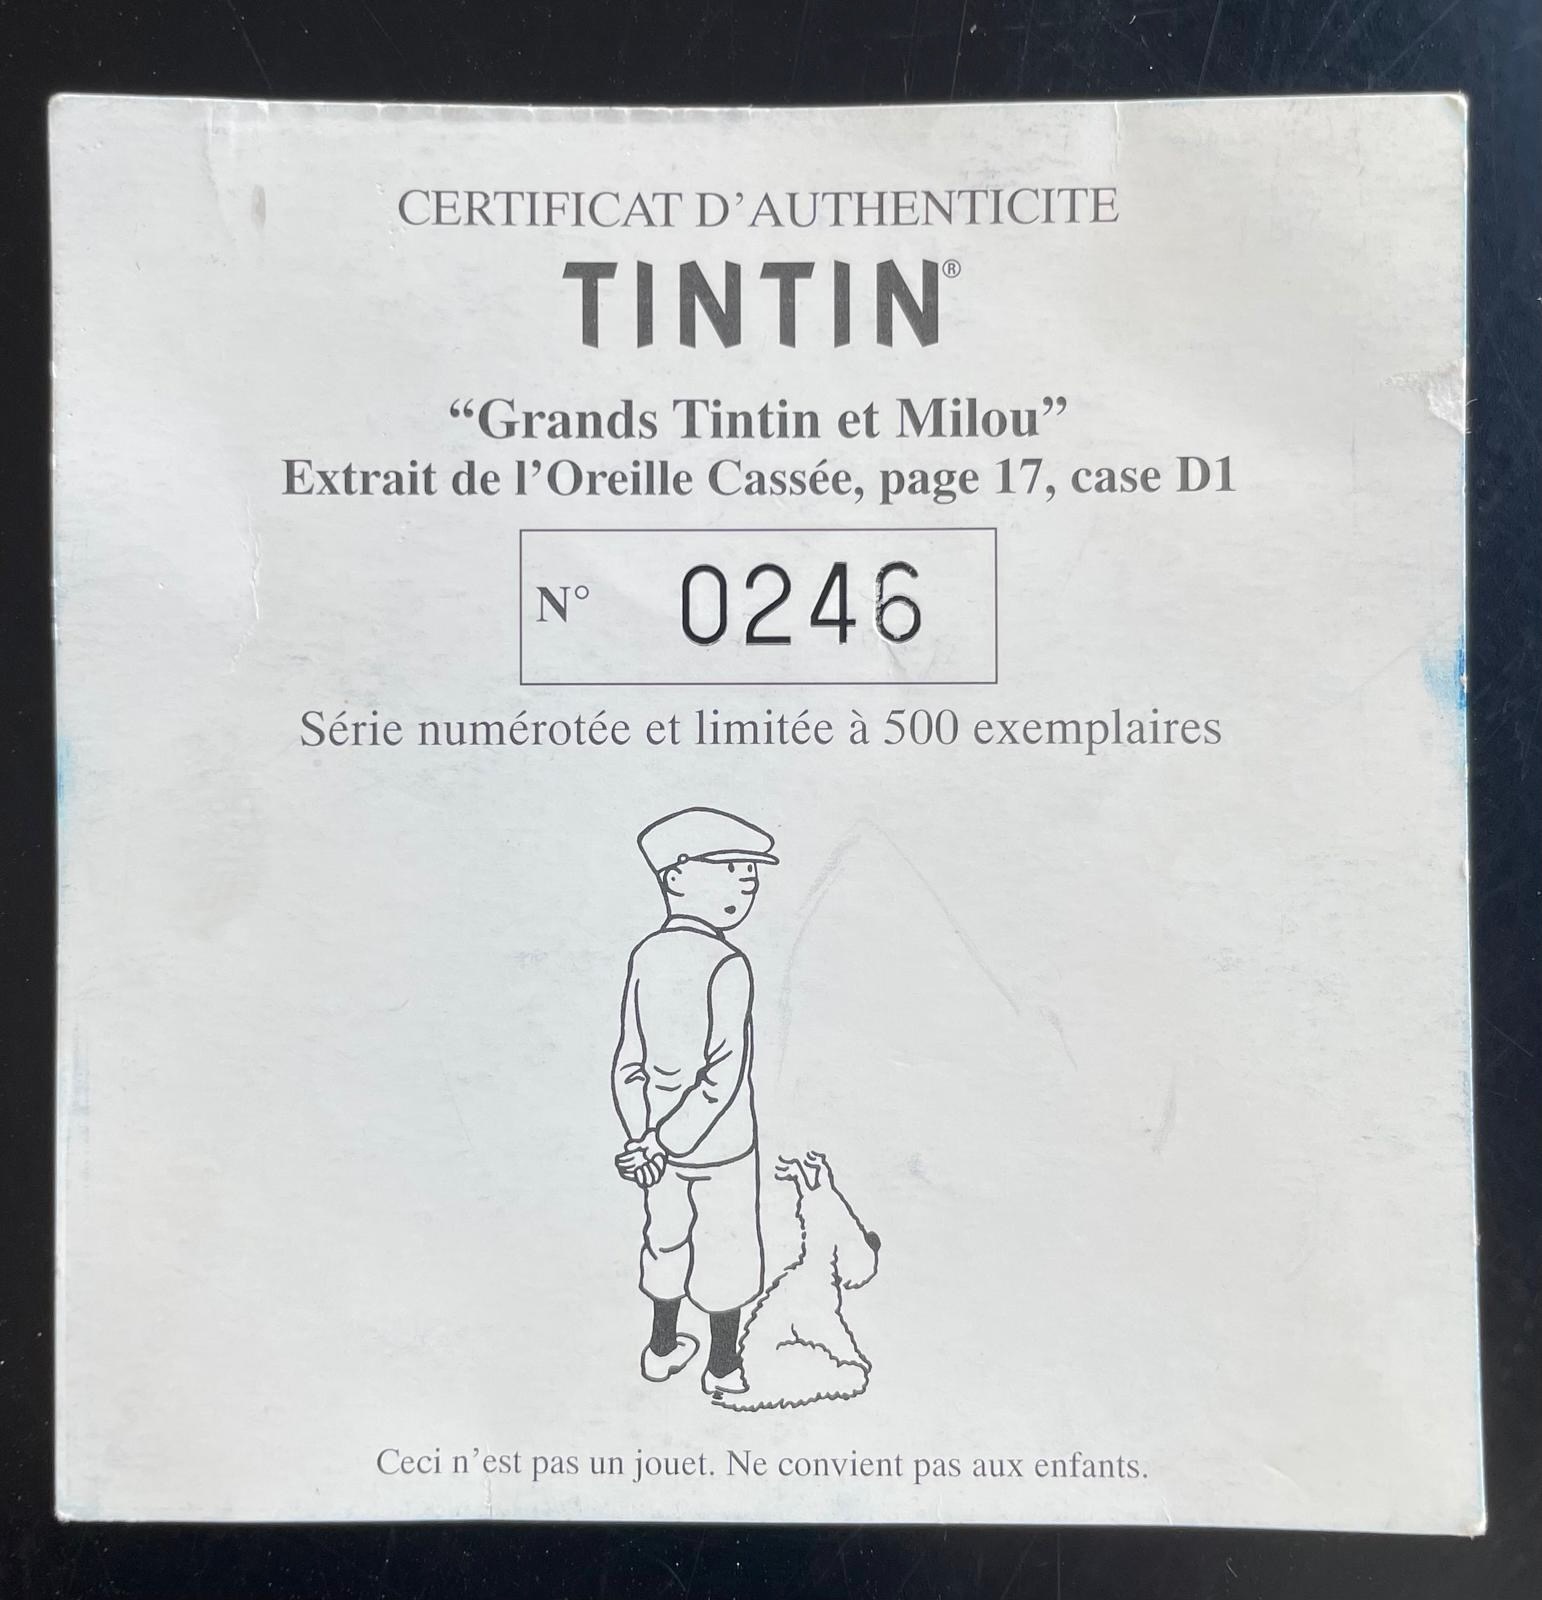 CERTIFICAT D'AUTHENTICITE
TINTIN®
“Grands Tintin et Milou”
Extrait de l’Oreille Cassée, page 17, case D1
N° 0246
Série numérotée et limitée à 500 exemplaires
Ceci n’est pas un jouet. Ne convient pas aux enfants.